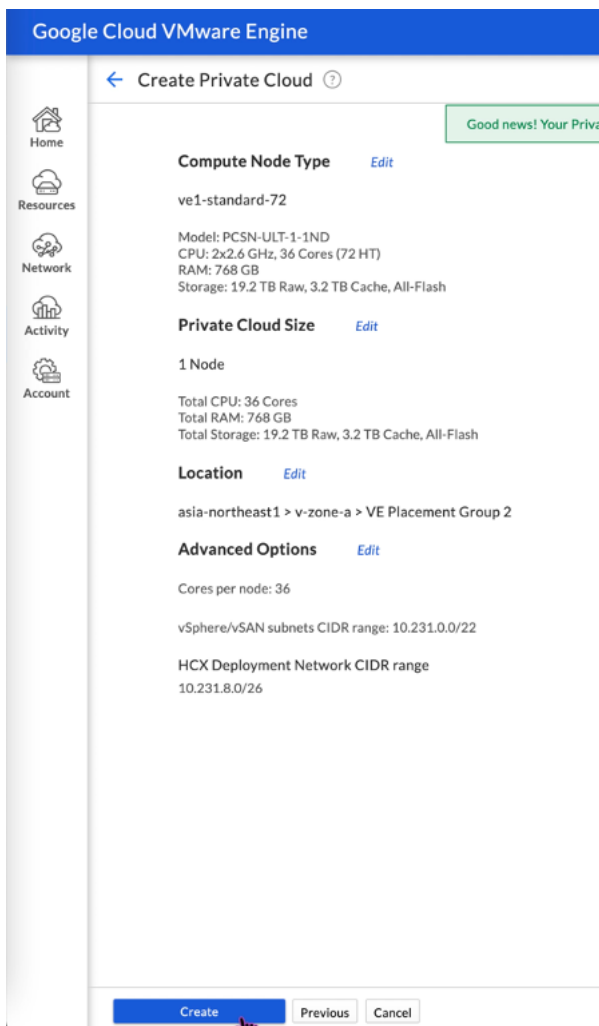 Google Cloud VMware Engine
Create Private Cloud ?
Good news! Your Priva
Home
Resources
Network
Activity
Account
Compute Node Type Edit
ve1-standard-72
Model: PCSN-ULT-1-1ND
CPU: 2x2.6 GHz, 36 Cores (72 HT)
RAM: 768 GB
Storage: 19.2 TB Raw, 3.2 TB Cache, All-Flash
Private Cloud Size Edit
1 Node
Total CPU: 36 Cores
Total RAM: 768 GB
Total Storage: 19.2 TB Raw, 3.2 TB Cache, All-Flash
Location Edit
asia-northeast1 > v-zone-a > VE Placement Group 2
Advanced Options Edit
Cores per node: 36
vSphere/vSAN subnets CIDR range: 10.231.0.0/22
HCX Deployment Network CIDR range
10.231.8.0/26
Create Previous Cancel